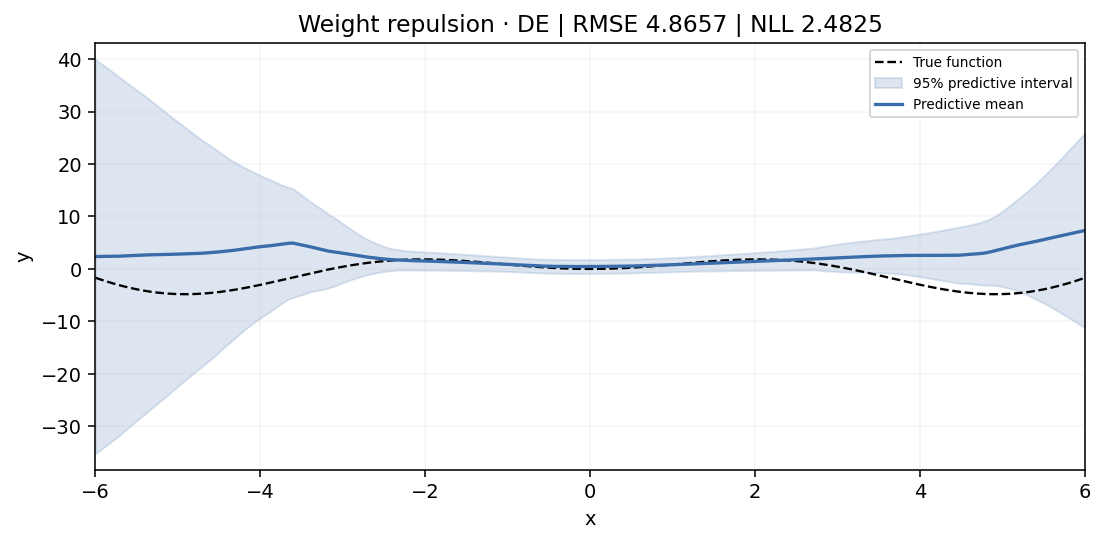 Weight repulsion · DE | RMSE 4.8657 | NLL 2.4825
True function
95% predictive interval
Predictive mean
y
40
30
20
10
0
−10
−20
−30
−6
−4
−2
0
2
4
6
x